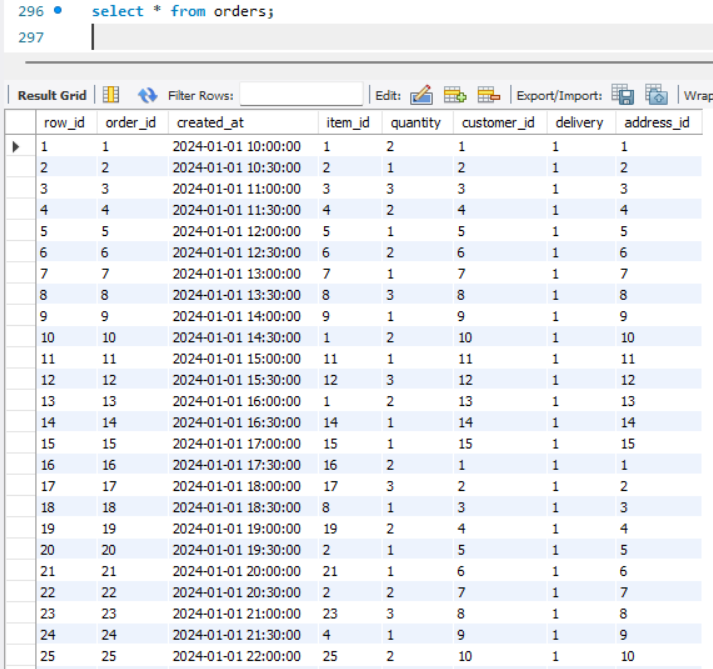 296 select * from orders;
297
Result Grid Filter Rows: Edit: Export/Import: Wrap
row_id order_id created_at item_id quantity customer_id delivery address_id
1 1 2024-01-01 10:00:00 1 2 1 1 1
2 2 2024-01-01 10:30:00 2 1 2 1 2
3 3 2024-01-01 11:00:00 3 3 3 1 3
4 4 2024-01-01 11:30:00 4 2 4 1 4
5 5 2024-01-01 12:00:00 5 1 5 1 5
6 6 2024-01-01 12:30:00 6 2 6 1 6
7 7 2024-01-01 13:00:00 7 1 7 1 7
8 8 2024-01-01 13:30:00 8 3 8 1 8
9 9 2024-01-01 14:00:00 9 1 9 1 9
10 10 2024-01-01 14:30:00 1 2 10 1 10
11 11 2024-01-01 15:00:00 11 1 11 1 11
12 12 2024-01-01 15:30:00 12 3 12 1 12
13 13 2024-01-01 16:00:00 1 2 13 1 13
14 14 2024-01-01 16:30:00 14 1 14 1 14
15 15 2024-01-01 17:00:00 15 1 15 1 15
16 16 2024-01-01 17:30:00 16 2 1 1 1
17 17 2024-01-01 18:00:00 17 3 2 1 2
18 18 2024-01-01 18:30:00 8 1 3 1 3
19 19 2024-01-01 19:00:00 19 2 4 1 4
20 20 2024-01-01 19:30:00 2 1 5 1 5
21 21 2024-01-01 20:00:00 21 1 6 1 6
22 22 2024-01-01 20:30:00 2 2 7 1 7
23 23 2024-01-01 21:00:00 23 3 8 1 8
24 24 2024-01-01 21:30:00 4 1 9 1 9
25 25 2024-01-01 22:00:00 25 2 10 1 10